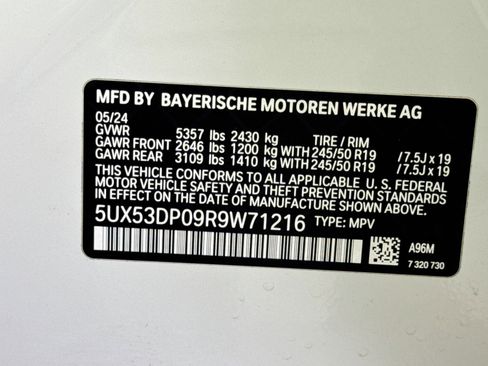 MFD BY BAYERISCHE MOTOREN WERKE AG
05/24
GVWR 5357 lbs 2430 kg TIRE / RIM
GAWR FRONT 2646 lbs 1200 kg WITH 245/50 R19 / 7.5J x 19
GAWR REAR 3109 lbs 1410 kg WITH 245/50 R19 / 7.5J x 19
THIS VEHICLE CONFORMS TO ALL APPLICABLE U. S. FEDERAL
MOTOR VEHICLE SAFETY AND THEFT PREVENTION STANDARDS
IN EFFECT ON THE DATE OF MANUFACTURE SHOWN ABOVE.
5UX53DP09R9W71216 TYPE: MPV
A96M
7 320 730